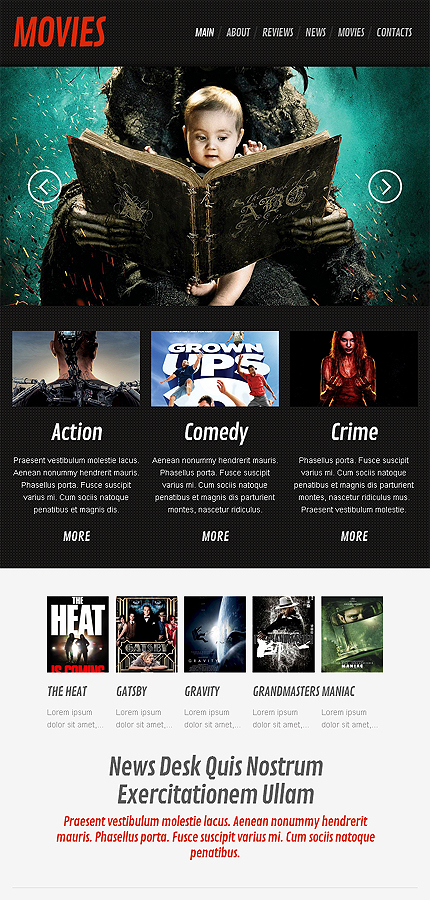 MOVIES
MAIN / ABOUT / REVIEWS / NEWS / MOVIES / CONTACTS
Action
Praesent vestibulum molestie lacus.
Aenean nonummy hendrerit mauris.
Phasellus porta. Fusce suscipit
varius mi. Cum sociis natoque
penatibus et magnis dis.
MORE
GROWN
UPS
Comedy
Aenean nonummy hendrerit mauris.
Phasellus porta. Fusce suscipit
varius mi. Cum sociis natoque
penatibus et magnis dis parturient
montes, nascetur ridiculus.
MORE
Crime
Phasellus porta. Fusce suscipit
varius mi. Cum sociis natoque
penatibus et magnis dis parturient
montes, nascetur ridiculus mus.
Praesent vestibulum molestie.
MORE
THE
HEAT
IS COMING
THE HEAT
Lorem ipsum
dolor sit amet,...
GATSBY
GATSBY
Lorem ipsum
dolor sit amet,...
GRAVITY
GRAVITY
Lorem ipsum
dolor sit amet,...
GRANDMASTERS
Lorem ipsum
dolor sit amet,...
MANIAC
MANIAC
Lorem ipsum
dolor sit amet,...
News Desk Quis Nostrum
Exercitationem Ullam
Praesent vestibulum molestie lacus. Aenean nonummy hendrerit
mauris. Phasellus porta. Fusce suscipit varius mi. Cum sociis natoque
penatibus.